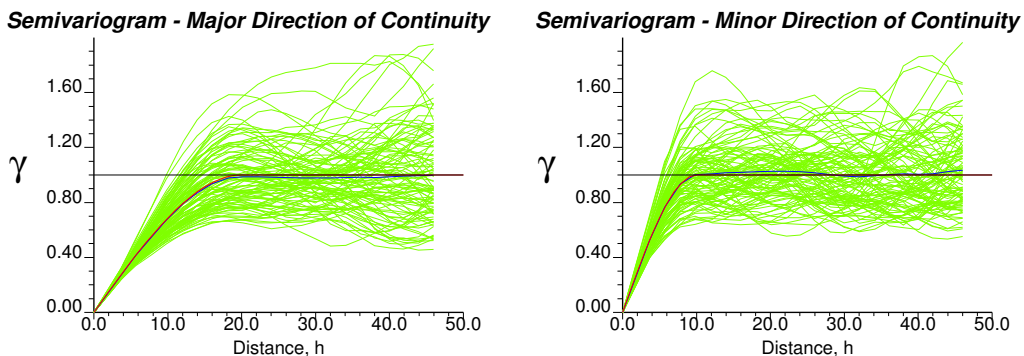 Semivariogram - Major Direction of Continuity
γ
1.60
1.20
0.80
0.40
0.00
0.0 10.0 20.0 30.0 40.0 50.0
Distance, h
Semivariogram - Minor Direction of Continuity
γ
1.60
1.20
0.80
0.40
0.00
0.0 10.0 20.0 30.0 40.0 50.0
Distance, h